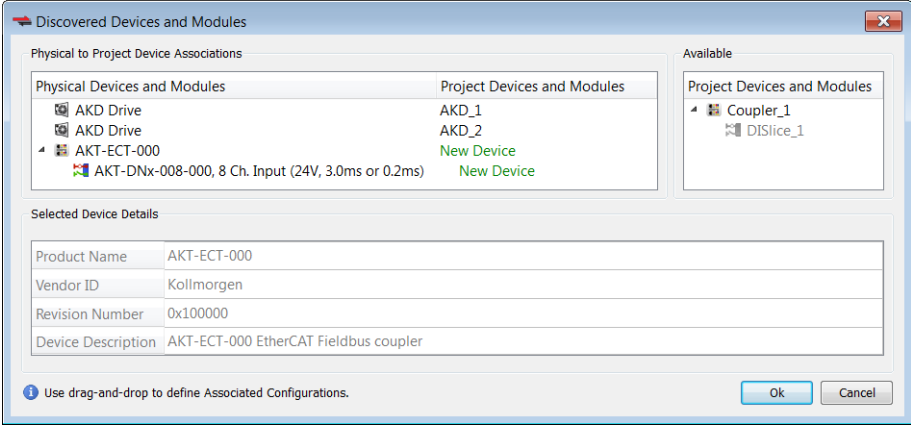 Discovered Devices and Modules
Physical to Project Device Associations
Physical Devices and Modules Project Devices and Modules
AKD Drive AKD_1
AKD Drive AKD_2
AKT-ECT-000 New Device
AKT-DNx-008-000, 8 Ch. Input (24V, 3.0ms or 0.2ms) New Device
Available
Project Devices and Modules
Coupler_1
DISlice_1
Selected Device Details
Product Name AKT-ECT-000
Vendor ID Kollmorgen
Revision Number 0x100000
Device Description AKT-ECT-000 EtherCAT Fieldbus coupler
Use drag-and-drop to define Associated Configurations.
Ok Cancel